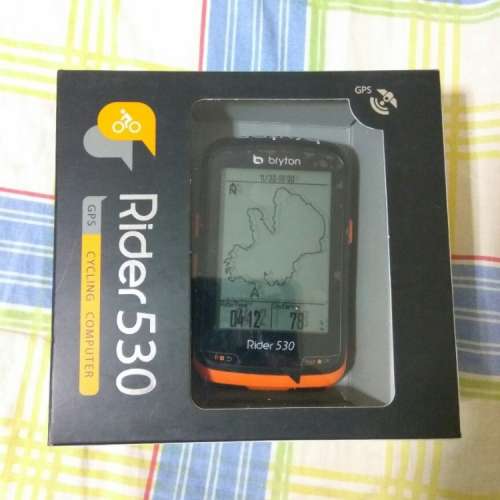 Rider 530
GPS CYCLING COMPUTER
GPS
bryton
N
A
04:12
78
Rider 530